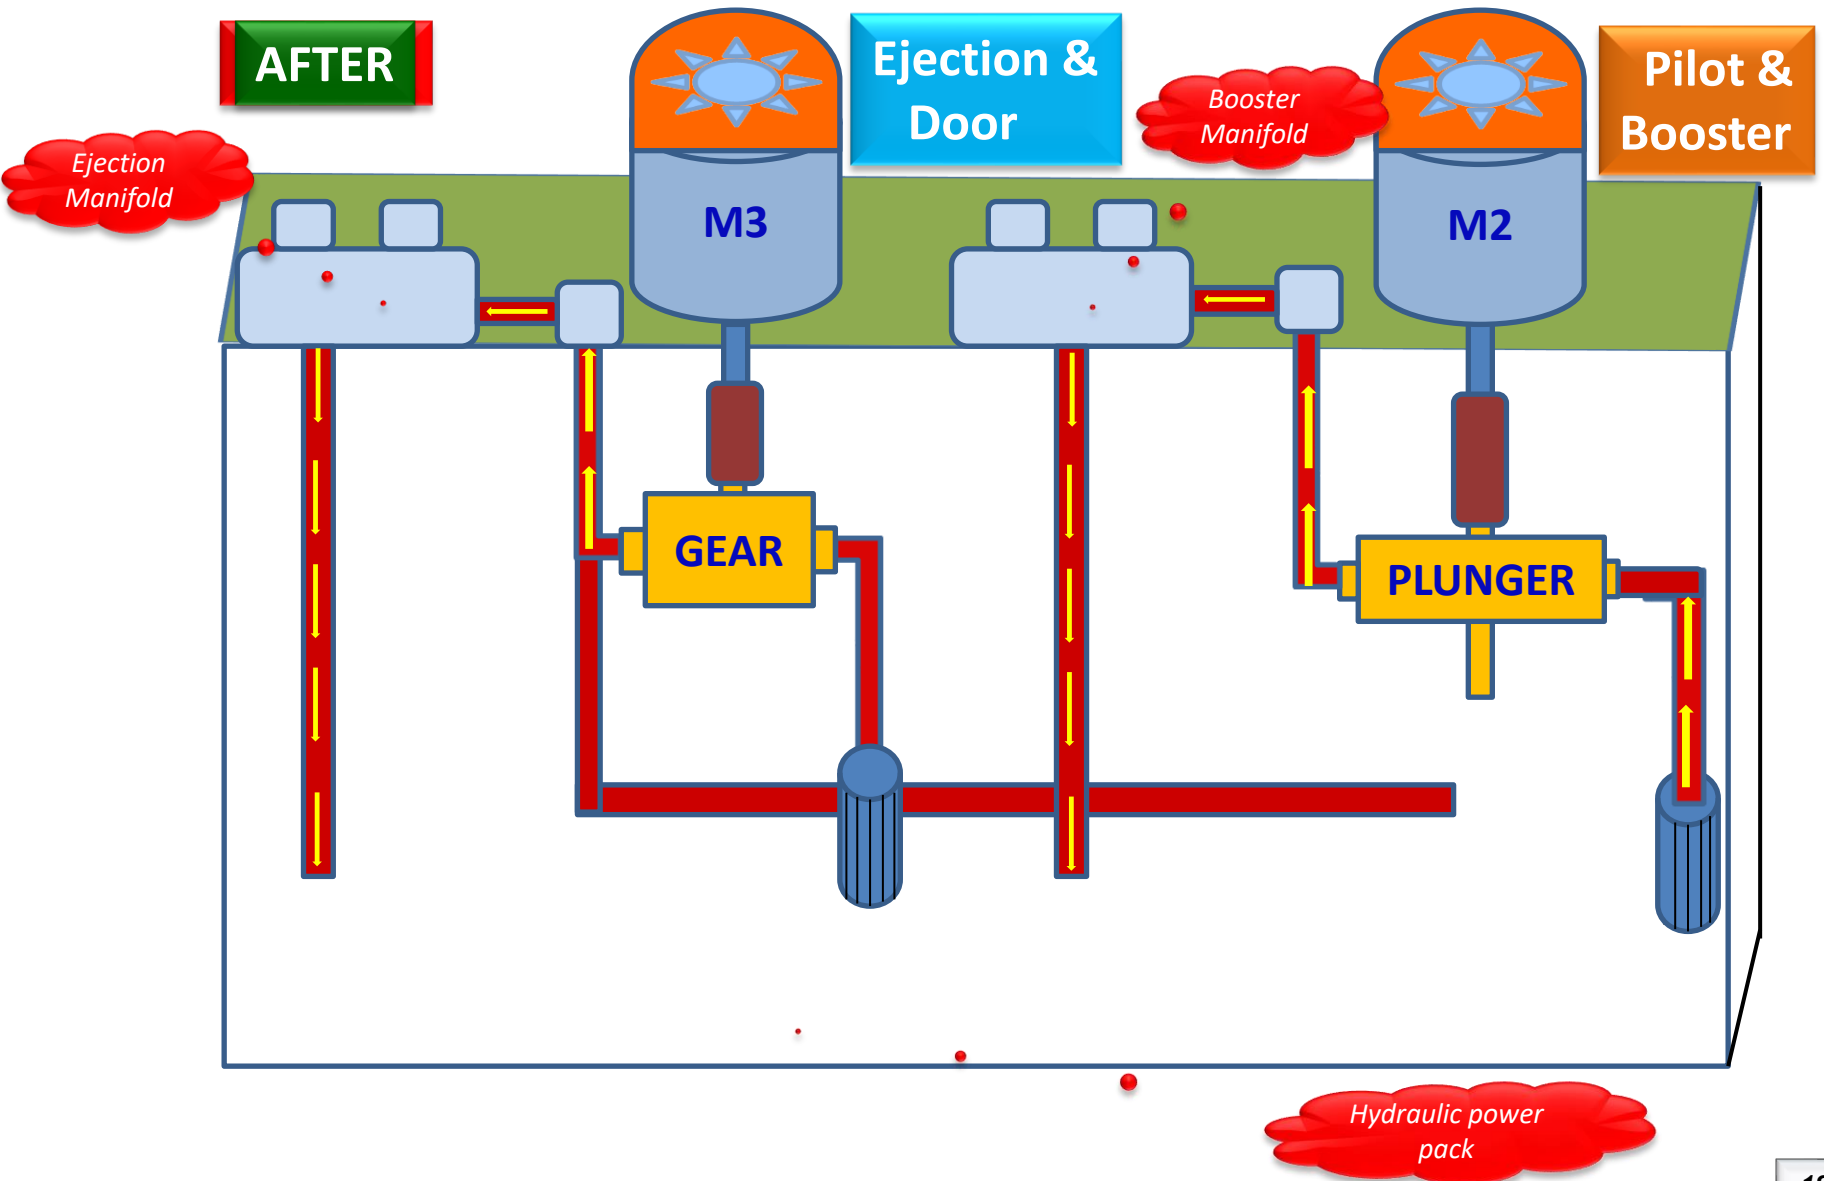 AFTER
Ejection &
Door
Pilot &
Booster
Booster
Manifold
Ejection
Manifold
M3
M2
GEAR
PLUNGER
Hydraulic power
pack